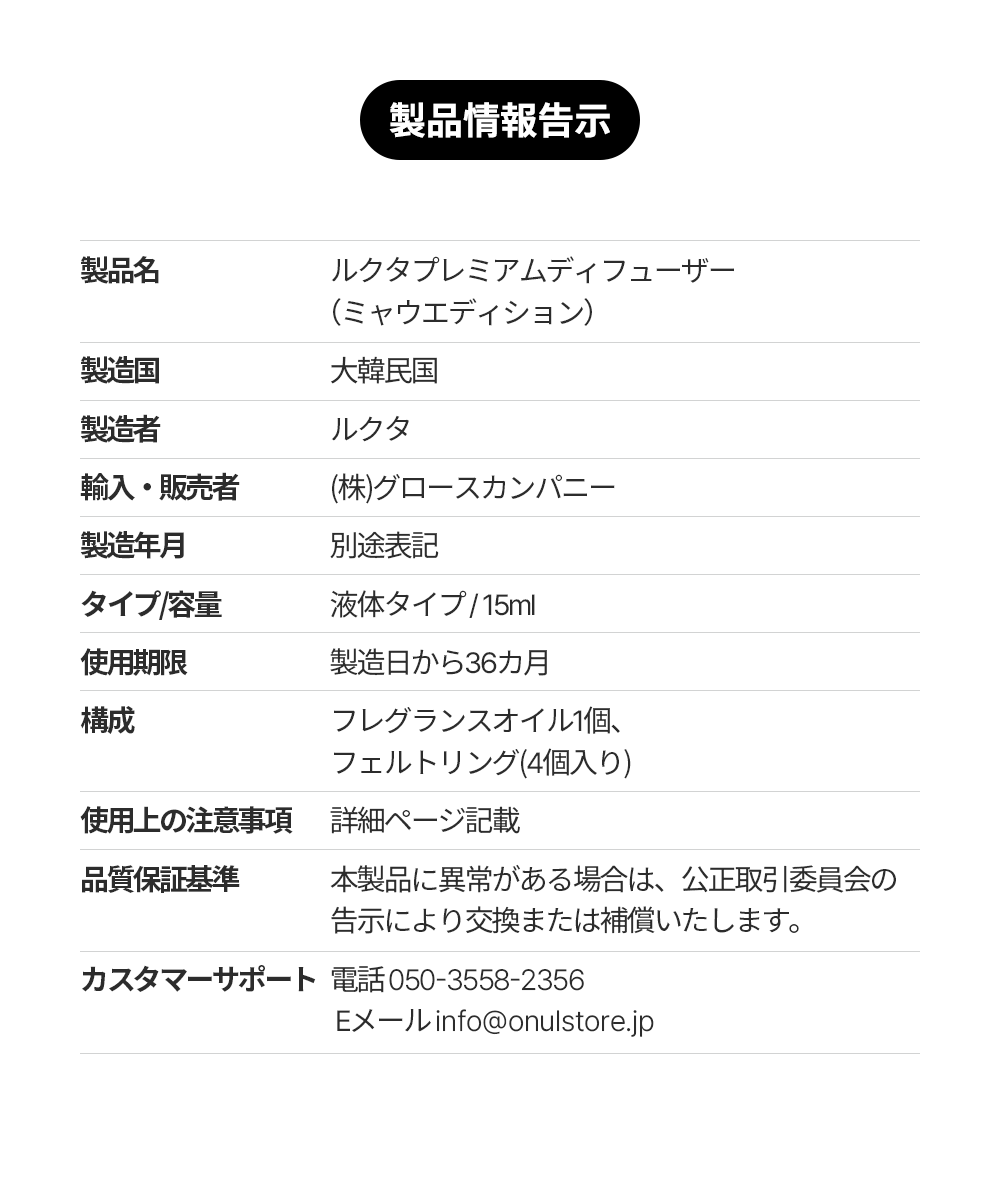 製品情報告示
製品名 ルクタプレミアムディフューザー
（ミャウエディション）
製造国 大韓民国
製造者 ルクタ
輸入・販売者 (株)グロースカンパニー
製造年月 別途表記
タイプ/容量 液体タイプ / 15ml
使用期限 製造日から36カ月
構成 フレグランスオイル1個、
フェルトリング(4個入り)
使用上の注意事項 詳細ページ記載
品質保証基準 本製品に異常がある場合は、公正取引委員会の
告示により交換または補償いたします。
カスタマーサポート 電話 050-3558-2356
Eメール info@onulstore.jp